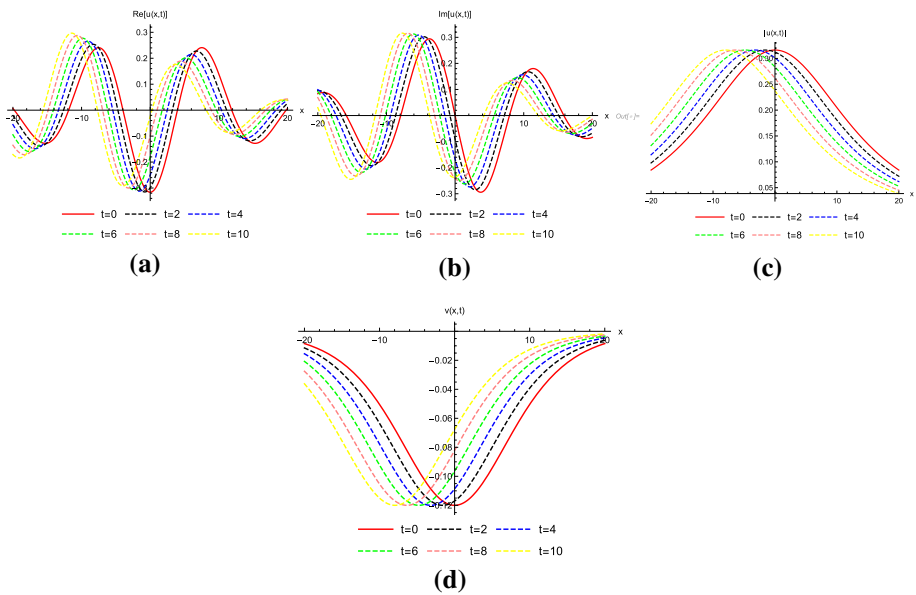 Re[u(x,t)]
0.3
0.2
0.1
-20
-10
10
20
x
-0.1
-0.2
-0.3
t=0
t=2
t=4
t=6
t=8
t=10
(a)
Im[u(x,t)]
0.3
0.2
0.1
-20
-10
10
20
x
-0.1
-0.2
-0.3
t=0
t=2
t=4
t=6
t=8
t=10
(b)
Out[•]=
|u(x,t)|
0.30
0.25
0.20
0.15
0.10
0.05
-20
-10
0
10
20
x
t=0
t=2
t=4
t=6
t=8
t=10
(c)
v(x,t)
-20
-10
0
10
20
x
-0.02
-0.04
-0.06
-0.08
-0.10
-0.12
t=0
t=2
t=4
t=6
t=8
t=10
(d)